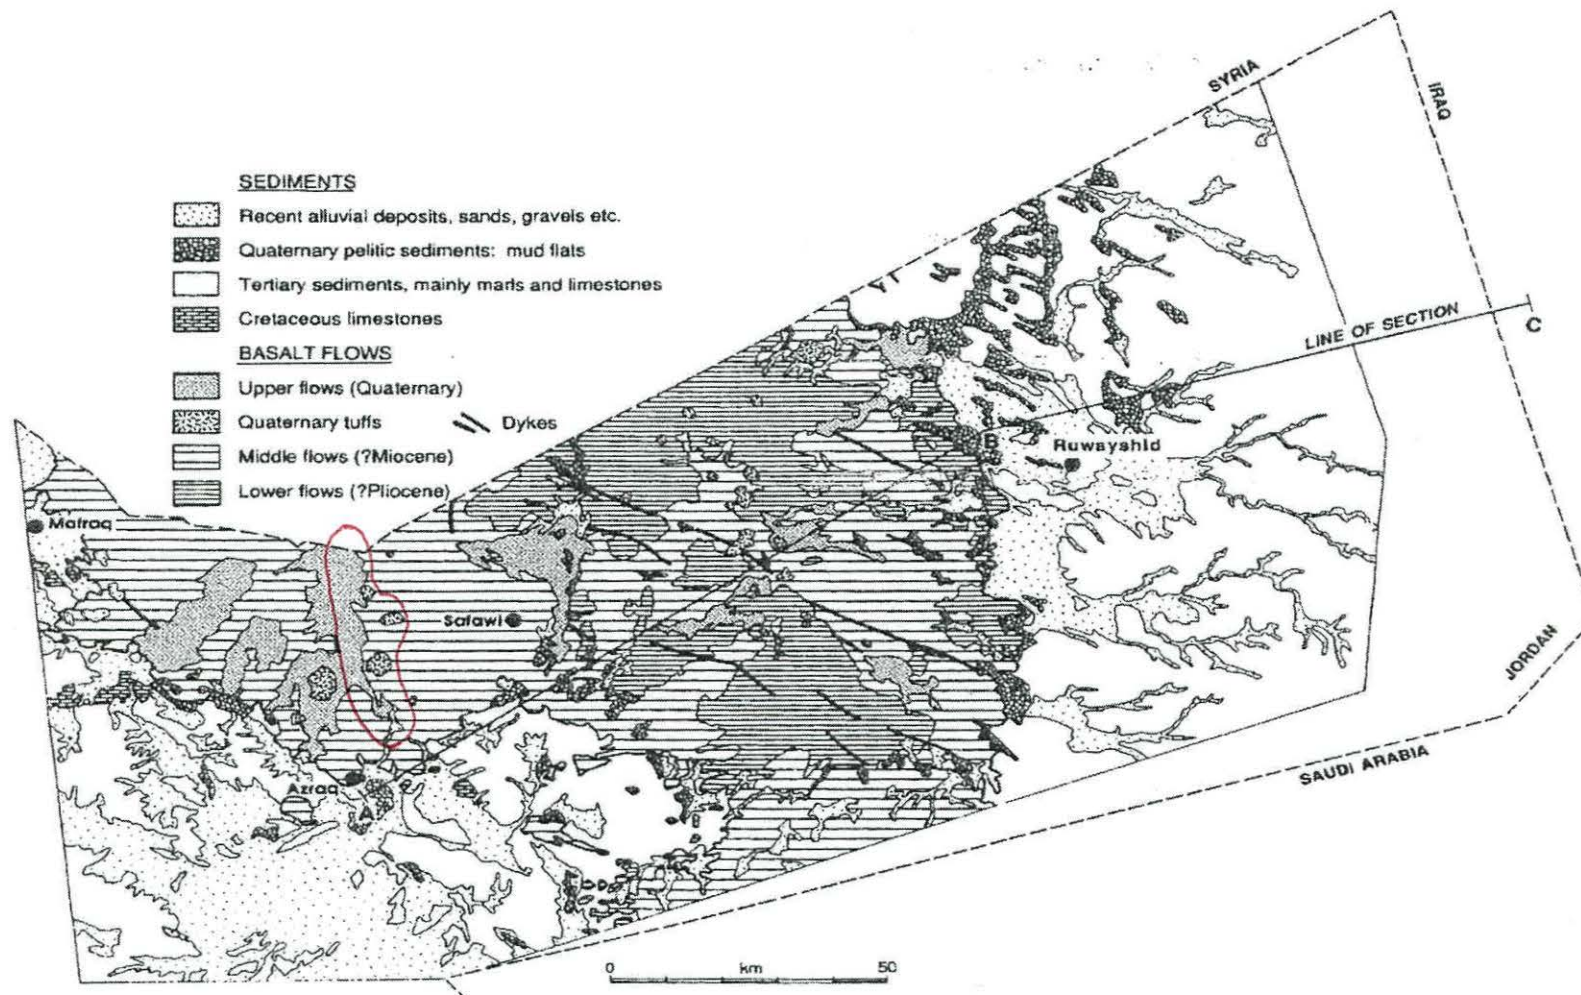 SEDIMENTS
Recent alluvial deposits, sands, gravels etc.
Quaternary pelitic sediments: mud flats
Tertiary sediments, mainly marls and limestones
Cretaceous limestones
BASALT FLOWS
Upper flows (Quaternary)
Quaternary tuffs
Dykes
Middle flows (?Miocene)
Lower flows (?Pliocene)
SYRIA
IRAQ
LINE OF SECTION
C
B
Ruwayshid
Mafraq
Safawi
Azraq
A
JORDAN
SAUDI ARABIA
0 km 50